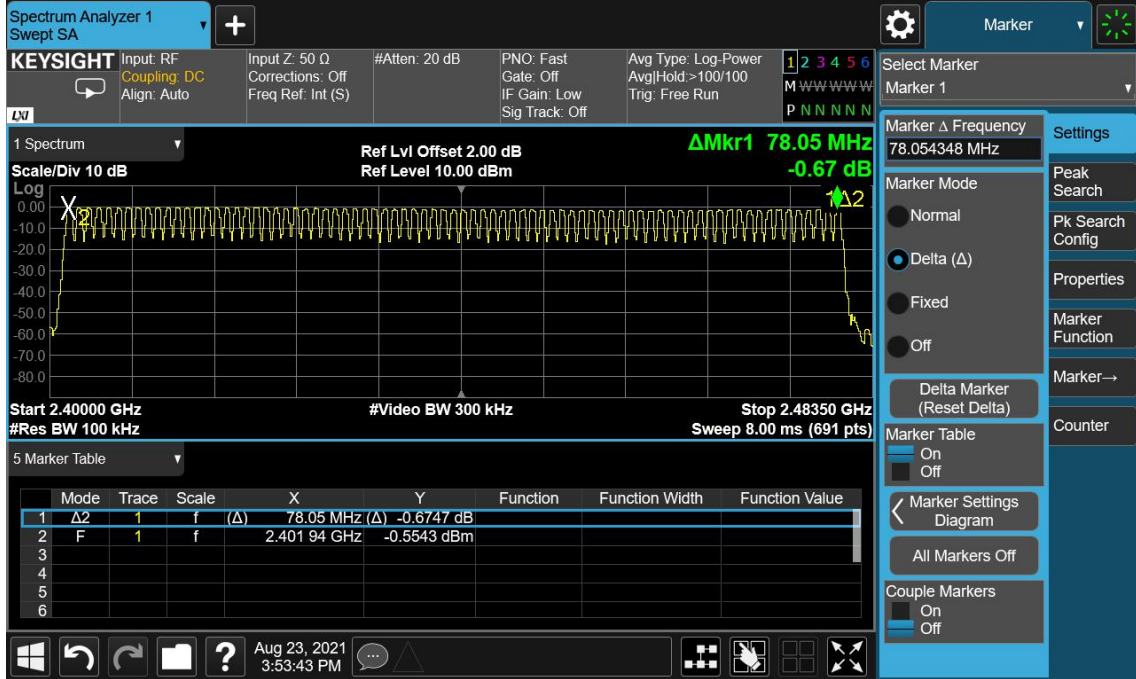 Spectrum Analyzer 1
Swept SA
+
Marker
KEYSIGHT
LXI
Input: RF
Coupling: DC
Align: Auto
Input Z: 50 Ω
Corrections: Off
Freq Ref: Int (S)
#Atten: 20 dB
PNO: Fast
Gate: Off
IF Gain: Low
Sig Track: Off
Avg Type: Log-Power
Avg|Hold:>100/100
Trig: Free Run
1 2 3 4 5 6
M W W W W W
P N N N N N
Select Marker
Marker 1
1 Spectrum
Scale/Div 10 dB
Ref Lvl Offset 2.00 dB
Ref Level 10.00 dBm
ΔMkr1 78.05 MHz
-0.67 dB
Log
0.00
-10.0
-20.0
-30.0
-40.0
-50.0
-60.0
-70.0
-80.0
X2
1Δ2
Start 2.40000 GHz
#Res BW 100 kHz
#Video BW 300 kHz
Stop 2.48350 GHz
Sweep 8.00 ms (691 pts)
5 Marker Table
Mode Trace Scale X Y Function Function Width Function Value
1 Δ2 1 f (Δ) 78.05 MHz (Δ) -0.6747 dB
2 F 1 f 2.401 94 GHz -0.5543 dBm
3
4
5
6
Marker Δ Frequency
78.054348 MHz
Marker Mode
Normal
Delta (Δ)
Fixed
Off
Delta Marker
(Reset Delta)
Marker Table
On
Off
Marker Settings
Diagram
All Markers Off
Couple Markers
On
Off
Settings
Peak
Search
Pk Search
Config
Properties
Marker
Function
Marker→
Counter
?
Aug 23, 2021
3:53:43 PM